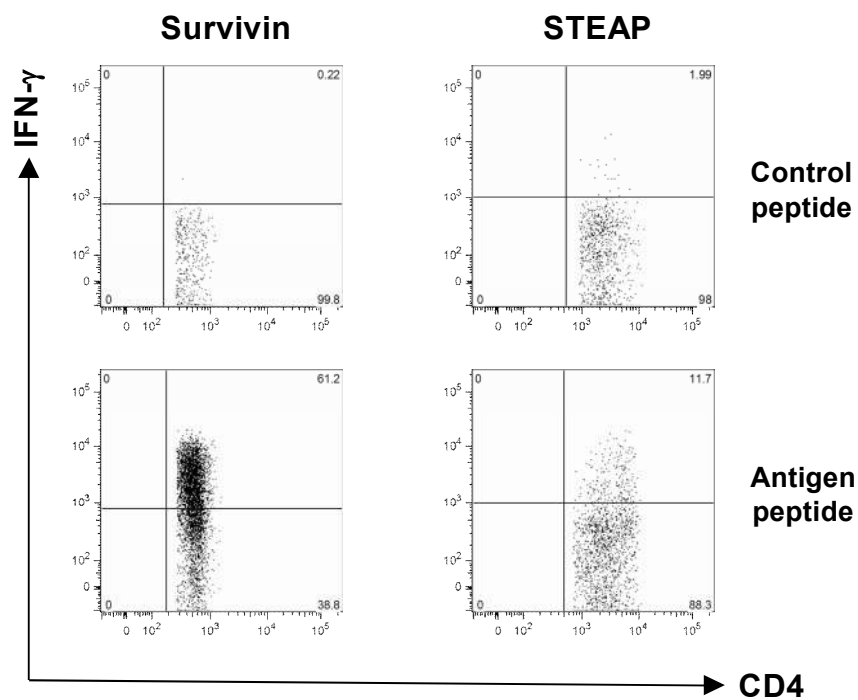 Survivin STEAP
IFN-γ
0 0.22
10⁵
10⁴
10³
10²
0
0 99.8
0 10² 10³ 10⁴ 10⁵
0 1.99
10⁵
10⁴
10³
10²
0
0 98
0 10² 10³ 10⁴ 10⁵
Control
peptide
0 61.2
10⁵
10⁴
10³
10²
0
0 38.8
0 10² 10³ 10⁴ 10⁵
0 11.7
10⁵
10⁴
10³
10²
0
0 88.3
0 10² 10³ 10⁴ 10⁵
Antigen
peptide
CD4